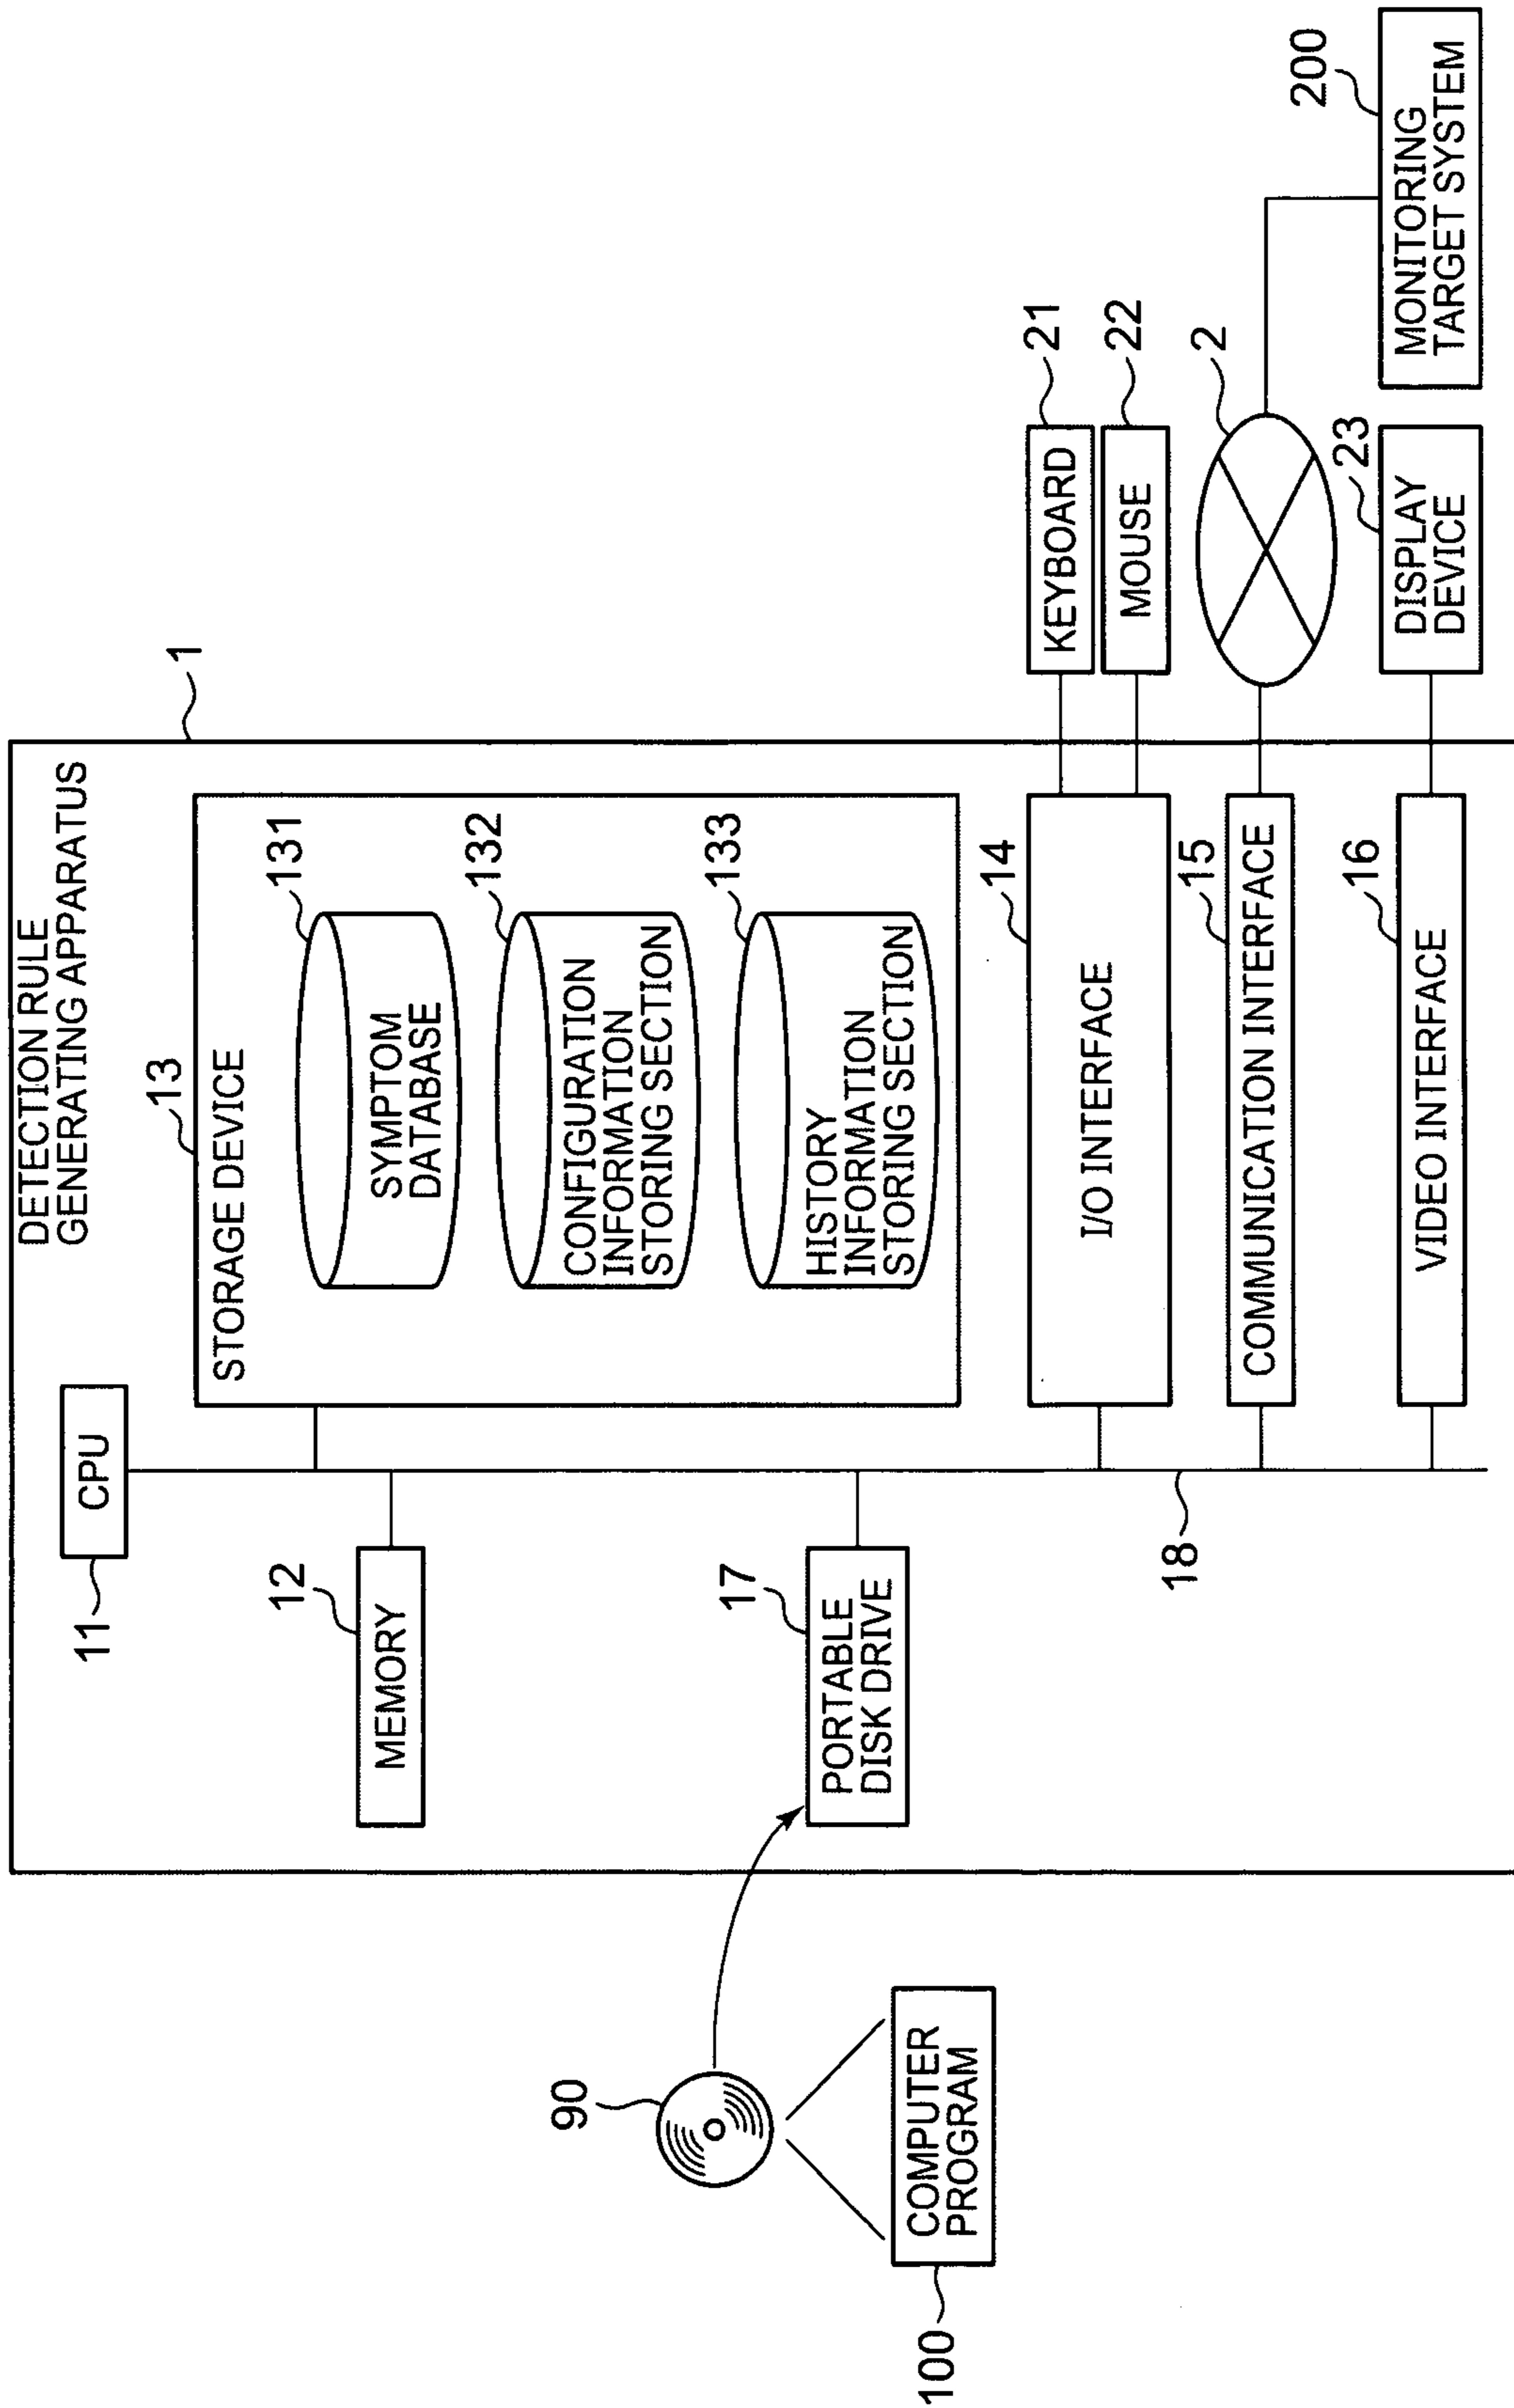 DETECTION RULE
GENERATING APPARATUS
1
11
CPU
13
STORAGE DEVICE
131
SYMPTOM
DATABASE
132
CONFIGURATION
INFORMATION
STORING SECTION
133
HISTORY
INFORMATION
STORING SECTION
12
MEMORY
17
PORTABLE
DISK DRIVE
90
COMPUTER
PROGRAM
100
14
I/O INTERFACE
21
KEYBOARD
22
MOUSE
15
COMMUNICATION INTERFACE
2
18
16
VIDEO INTERFACE
23
DISPLAY
DEVICE
200
MONITORING
TARGET SYSTEM